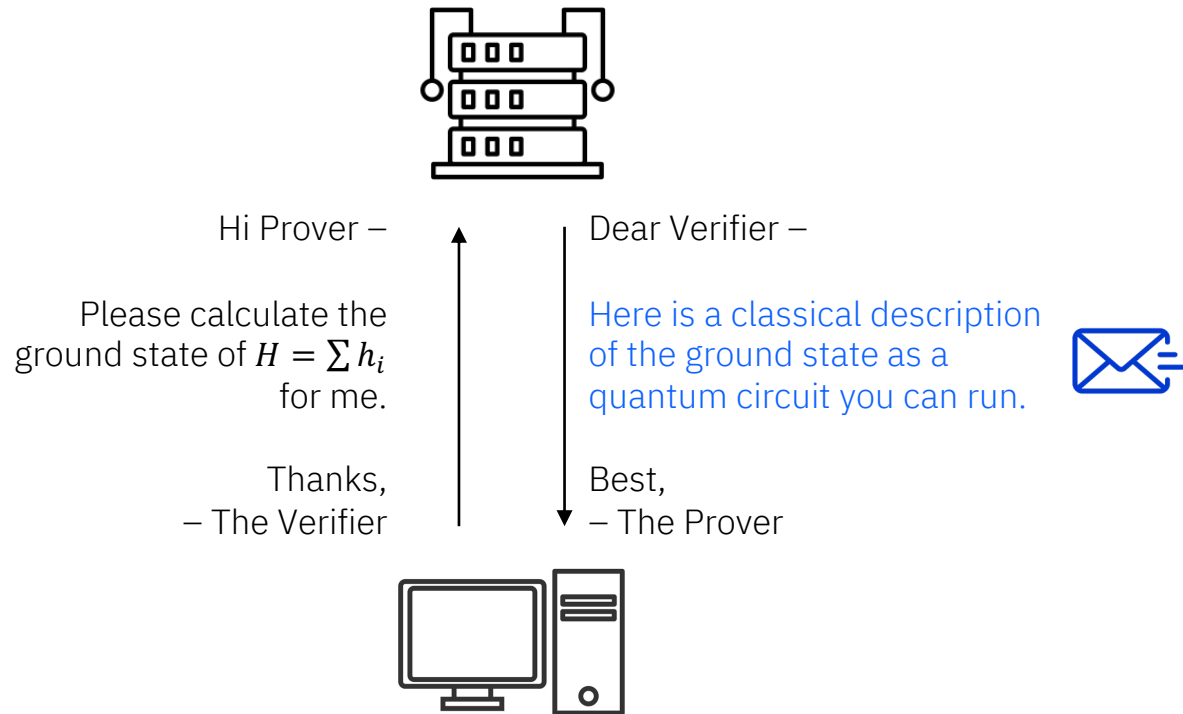 Hi Prover –
Please calculate the
ground state of H = ∑ hᵢ
for me.
Thanks,
– The Verifier
Dear Verifier –
Here is a classical description
of the ground state as a
quantum circuit you can run.
Best,
– The Prover